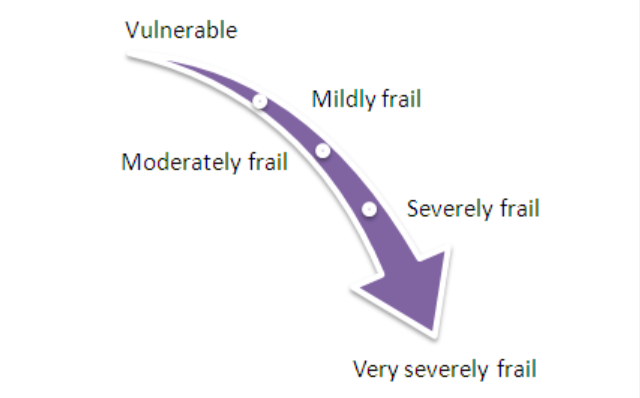 Vulnerable
Mildly frail
Moderately frail
Severely frail
Very severely frail